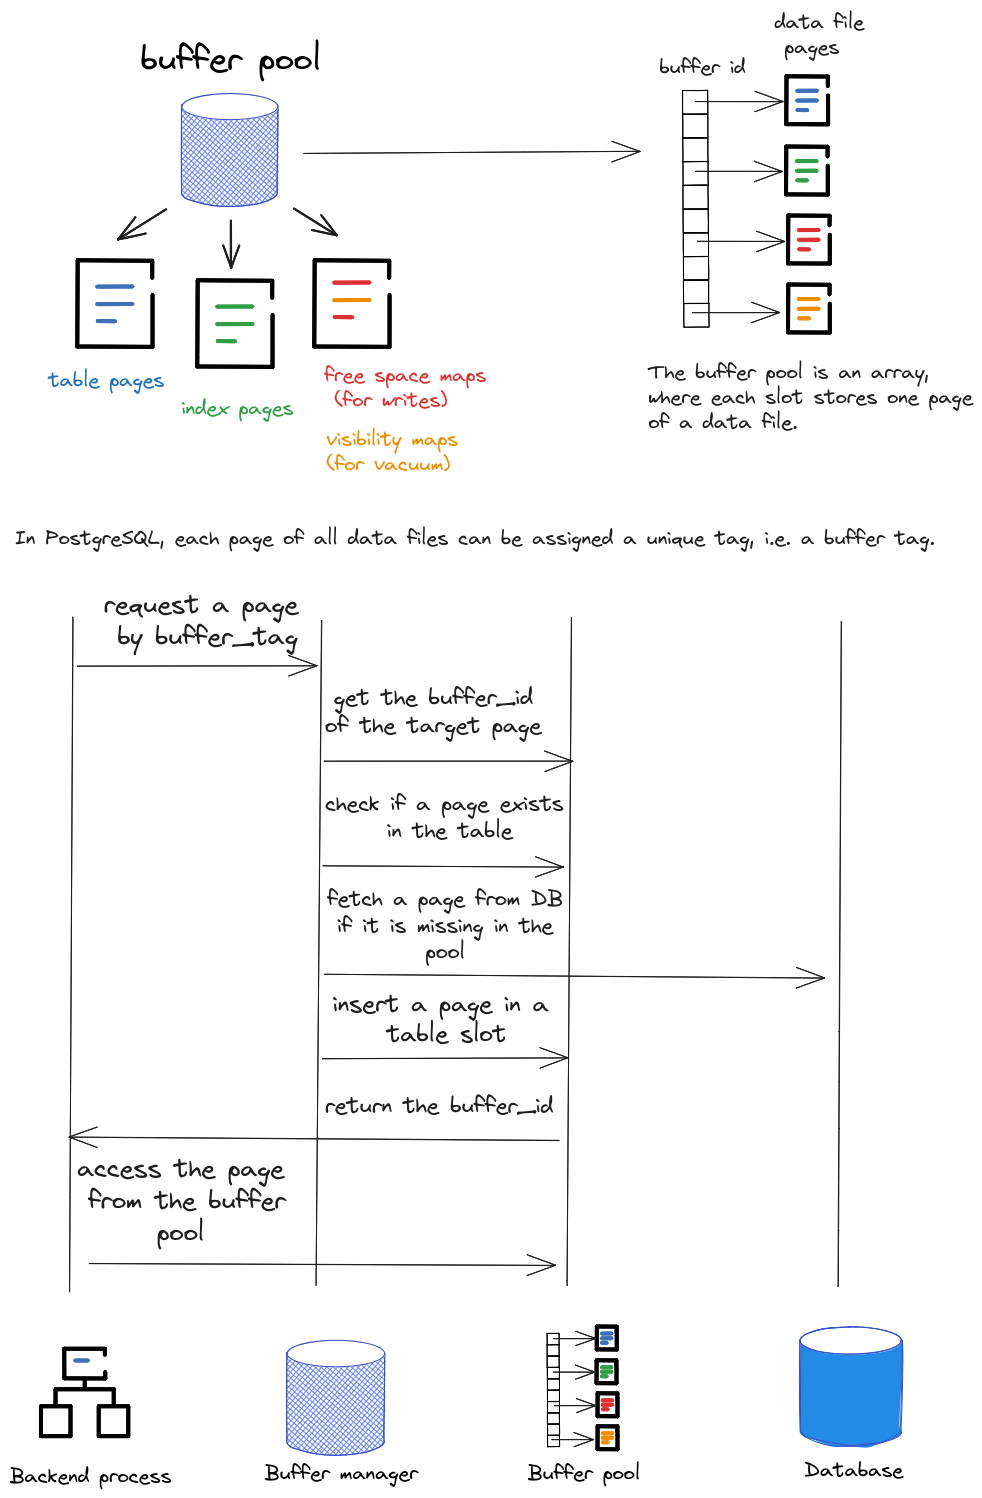 buffer pool
table pages
index pages
free space maps
(for writes)
visibility maps
(for vacuum)
data file
pages
buffer id
The buffer pool is an array,
where each slot stores one page
of a data file.
In PostgreSQL, each page of all data files can be assigned a unique tag, i.e. a buffer tag.
request a page
by buffer_tag
get the buffer_id
of the target page
check if a page exists
in the table
fetch a page from DB
if it is missing in the
pool
insert a page in a
table slot
return the buffer_id
access the page
from the buffer
pool
Backend process
Buffer manager
Buffer pool
Database